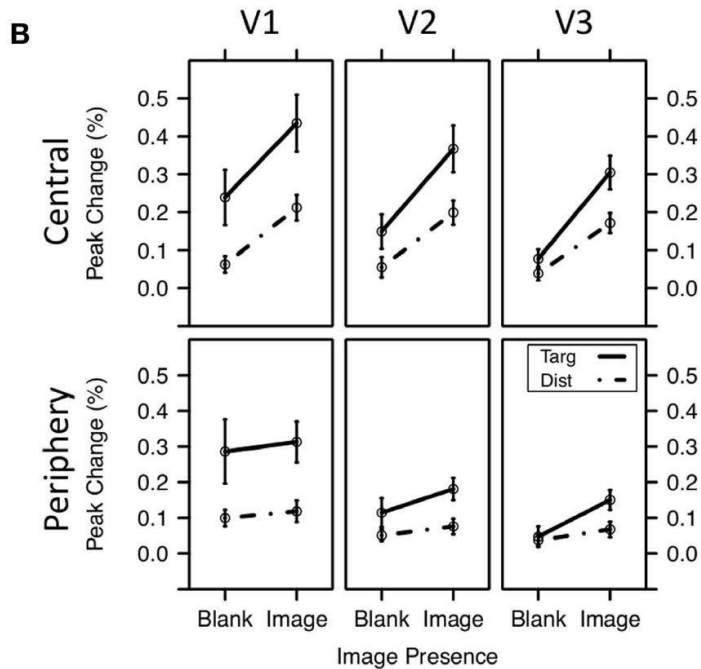 B
V1 V2 V3
Central
Peak Change (%)
0.5 0.5
0.4 0.4
0.3 0.3
0.2 0.2
0.1 0.1
0.0 0.0
Periphery
Peak Change (%)
Targ
Dist
0.5 0.5
0.4 0.4
0.3 0.3
0.2 0.2
0.1 0.1
0.0 0.0
Blank Image Blank Image Blank Image
Image Presence